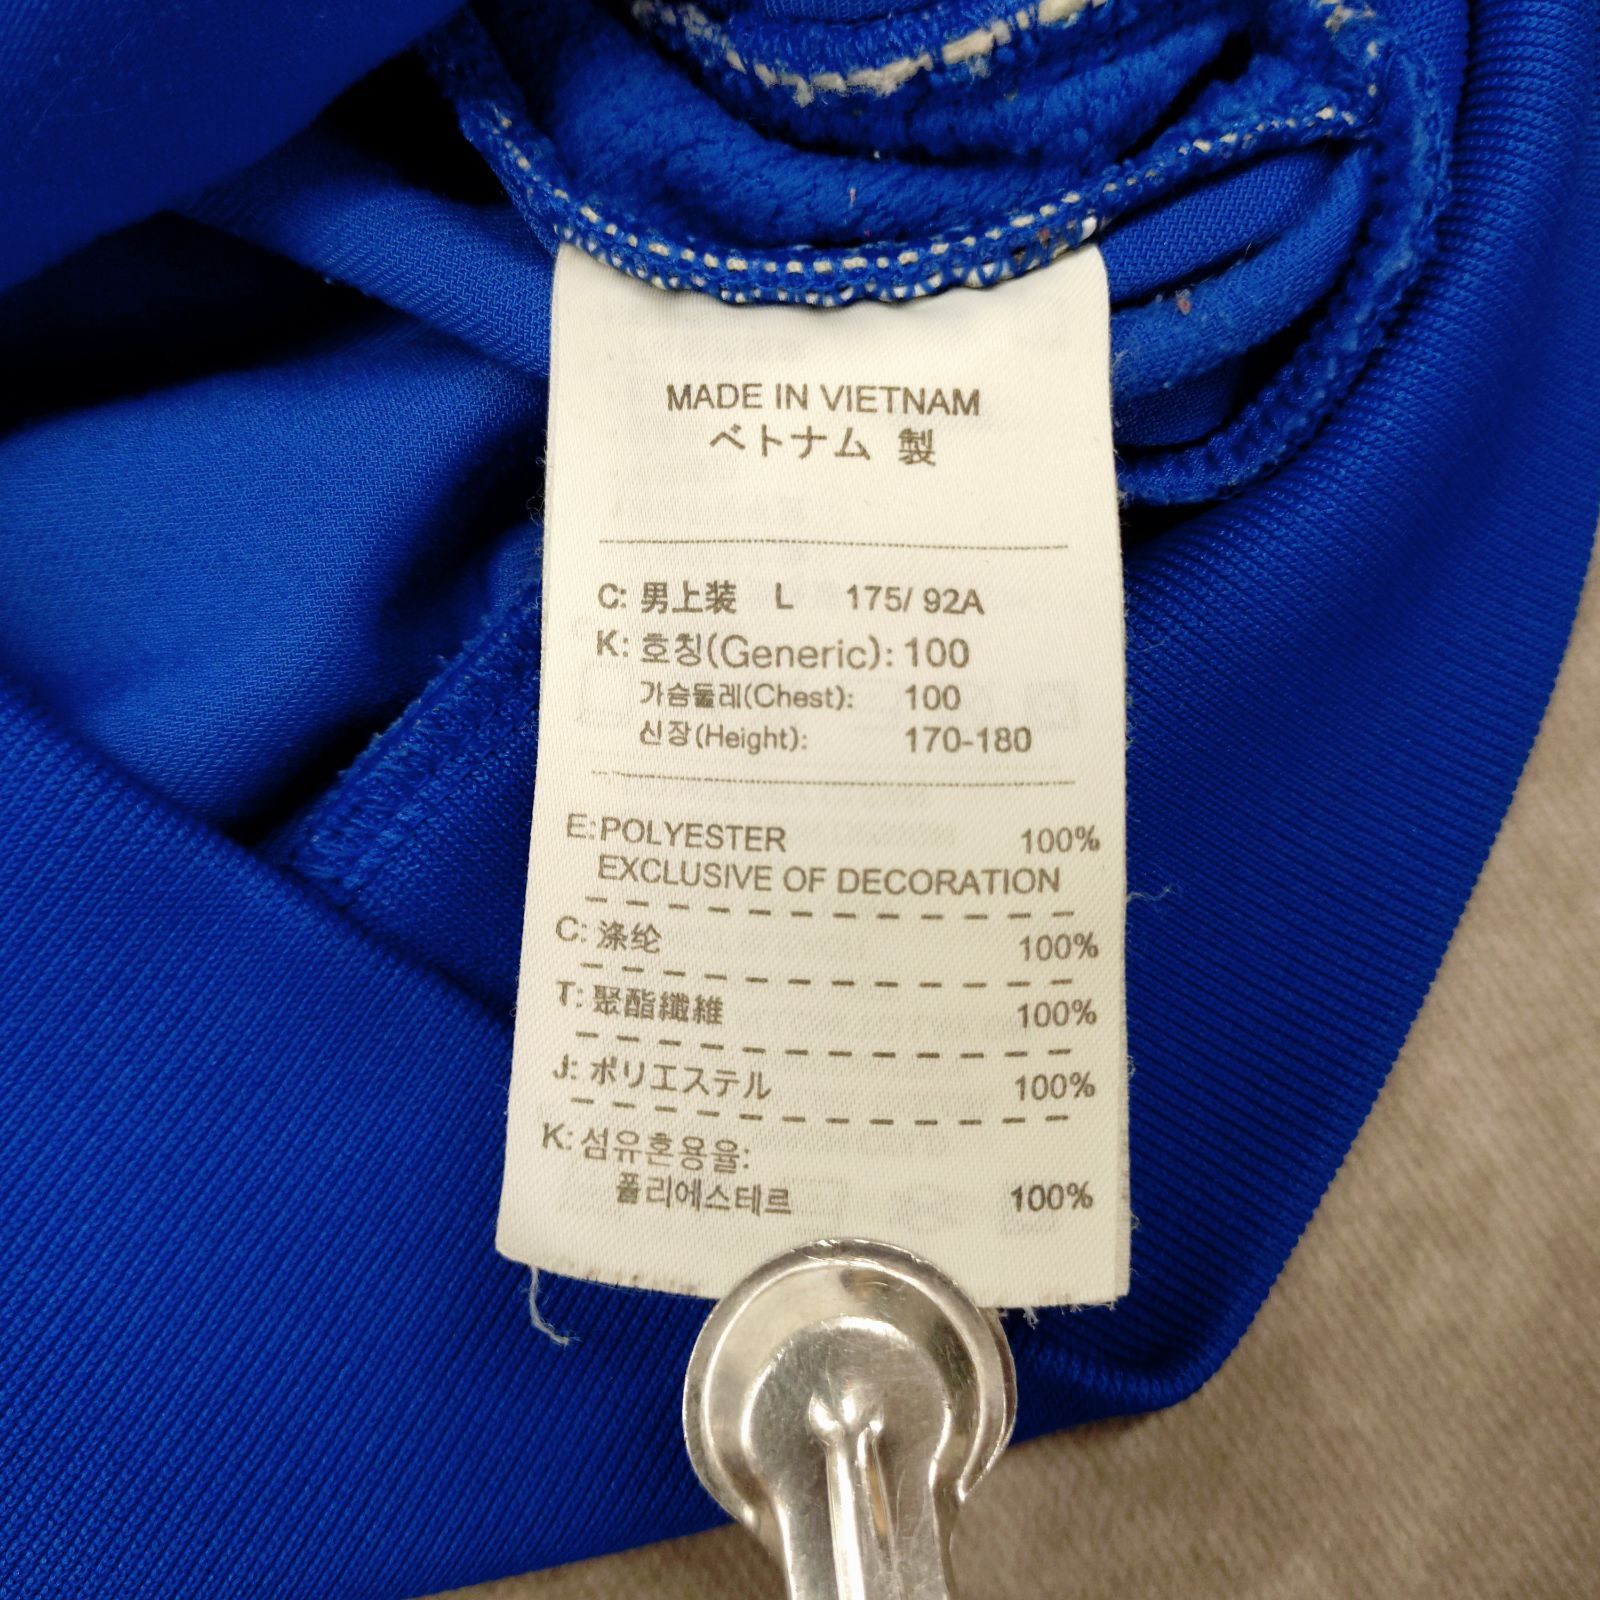 MADE IN VIETNAM
ベトナム 製
C: 男上装 L 175/ 92A
K: 호칭(Generic): 100
가슴둘레(Chest): 100
신장(Height): 170-180
E:POLYESTER 100%
EXCLUSIVE OF DECORATION
C: 涤纶 100%
T: 聚酯纖維 100%
J: ポリエステル 100%
K: 섬유혼용율:
폴리에스테르 100%